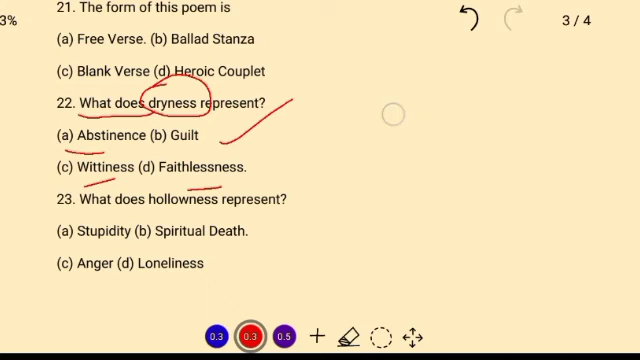 21. The form of this poem is
3%
3 / 4
(a) Free Verse. (b) Ballad Stanza
(c) Blank Verse (d) Heroic Couplet
22. What does dryness represent?
(a) Abstinence (b) Guilt
(c) Wittiness (d) Faithlessness.
23. What does hollowness represent?
(a) Stupidity (b) Spiritual Death.
(c) Anger (d) Loneliness
0.3 0.3 0.5